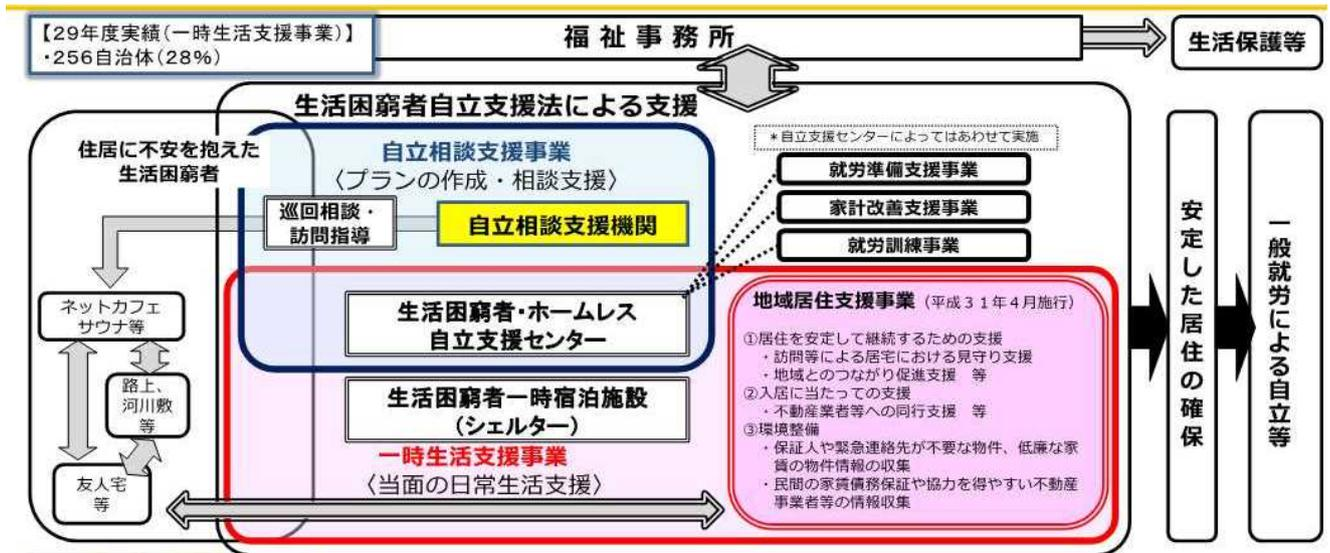 【29年度実績(一時生活支援事業)】
・256自治体(28%)
福祉事務所
生活保護等
生活困窮者自立支援法による支援
住居に不安を抱えた
生活困窮者
自立相談支援事業
〈プランの作成・相談支援〉
巡回相談・
訪問指導
自立相談支援機関
*自立支援センターによってはあわせて実施
就労準備支援事業
家計改善支援事業
就労訓練事業
ネットカフェ
サウナ等
路上、
河川敷
等
友人宅
等
生活困窮者・ホームレス
自立支援センター
生活困窮者一時宿泊施設
(シェルター)
一時生活支援事業
〈当面の日常生活支援〉
地域居住支援事業（平成31年4月施行）
①居住を安定して継続するための支援
・訪問等による居宅における見守り支援
・地域とのつながり促進支援 等
②入居に当たっての支援
・不動産業者等への同行支援 等
③環境整備
・保証人や緊急連絡先が不要な物件、低廉な家
賃の物件情報の収集
・民間の家賃債務保証や協力を得やすい不動産
事業者等の情報収集
安定した居住の確保
一般就労による自立等